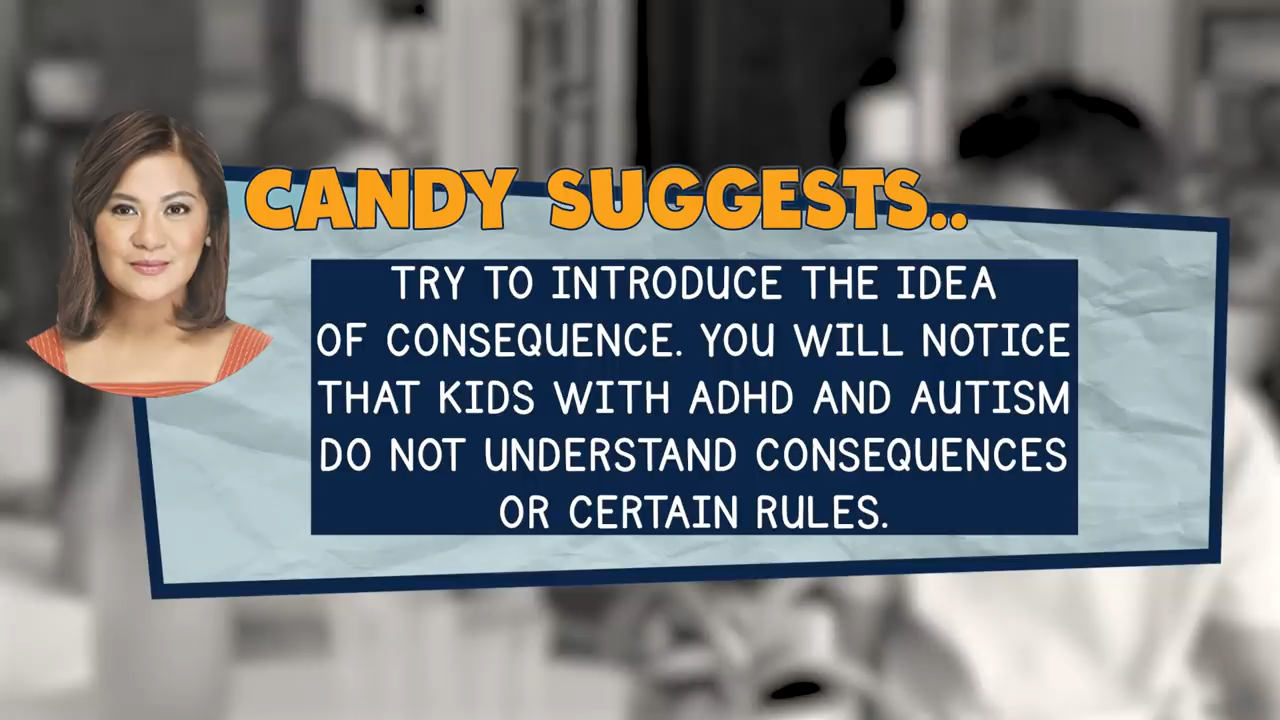 CANDY SUGGESTS..
TRY TO INTRODUCE THE IDEA
OF CONSEQUENCE. YOU WILL NOTICE
THAT KIDS WITH ADHD AND AUTISM
DO NOT UNDERSTAND CONSEQUENCES
OR CERTAIN RULES.